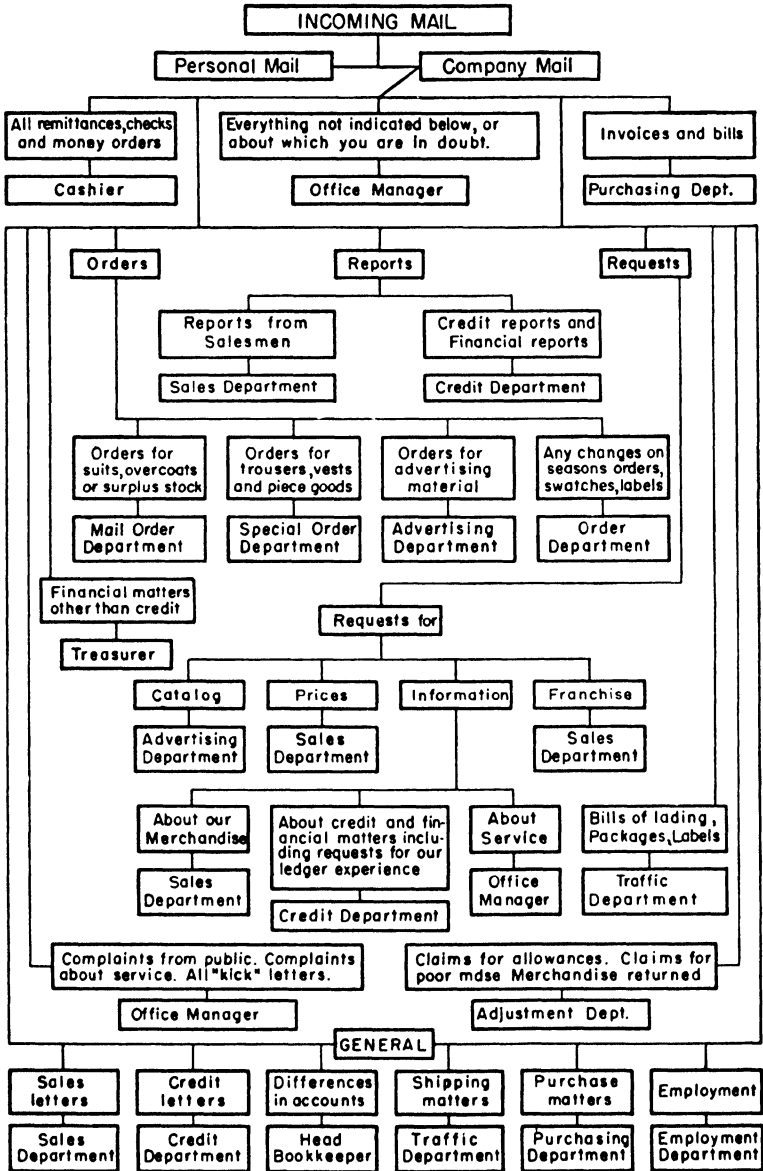 INCOMING MAIL
Personal Mail
Company Mail
All remittances, checks
and money orders
Cashier
Everything not indicated below, or
about which you are in doubt.
Office Manager
Invoices and bills
Purchasing Dept.
Orders
Reports
Requests
Reports from
Salesmen
Sales Department
Credit reports and
Financial reports
Credit Department
Orders for
suits, overcoats
or surplus stock
Mail Order
Department
Orders for
trousers, vests
and piece goods
Special Order
Department
Orders for
advertising
material
Advertising
Department
Any changes on
seasons orders,
swatches, labels
Order
Department
Financial matters
other than credit
Treasurer
Requests for
Catalog
Advertising
Department
Prices
Sales
Department
Information
Franchise
Sales
Department
About our
Merchandise
Sales
Department
About credit and fin-
ancial matters inclu-
ding requests for our
ledger experience
Credit Department
About
Service
Office
Manager
Bills of lading,
Packages, Labels
Traffic
Department
Complaints from public. Complaints
about service. All "kick" letters.
Office Manager
Claims for allowances. Claims for
poor mdse Merchandise returned
Adjustment Dept.
GENERAL
Sales
letters
Sales
Department
Credit
letters
Credit
Department
Differences
in accounts
Head
Bookkeeper
Shipping
matters
Traffic
Department
Purchase
matters
Purchasing
Department
Employment
Employment
Department